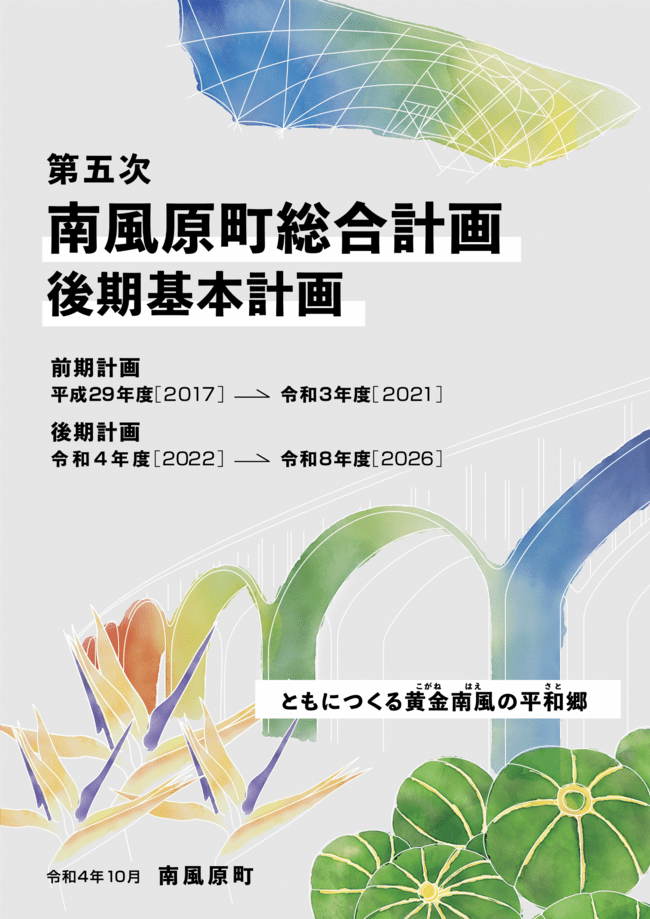 第五次
南風原町総合計画
後期基本計画
前期計画
平成29年度[2017] → 令和3年度[2021]
後期計画
令和4年度[2022] → 令和8年度[2026]
こがね はえ さと
ともにつくる黄金南風の平和郷
令和4年10月 南風原町